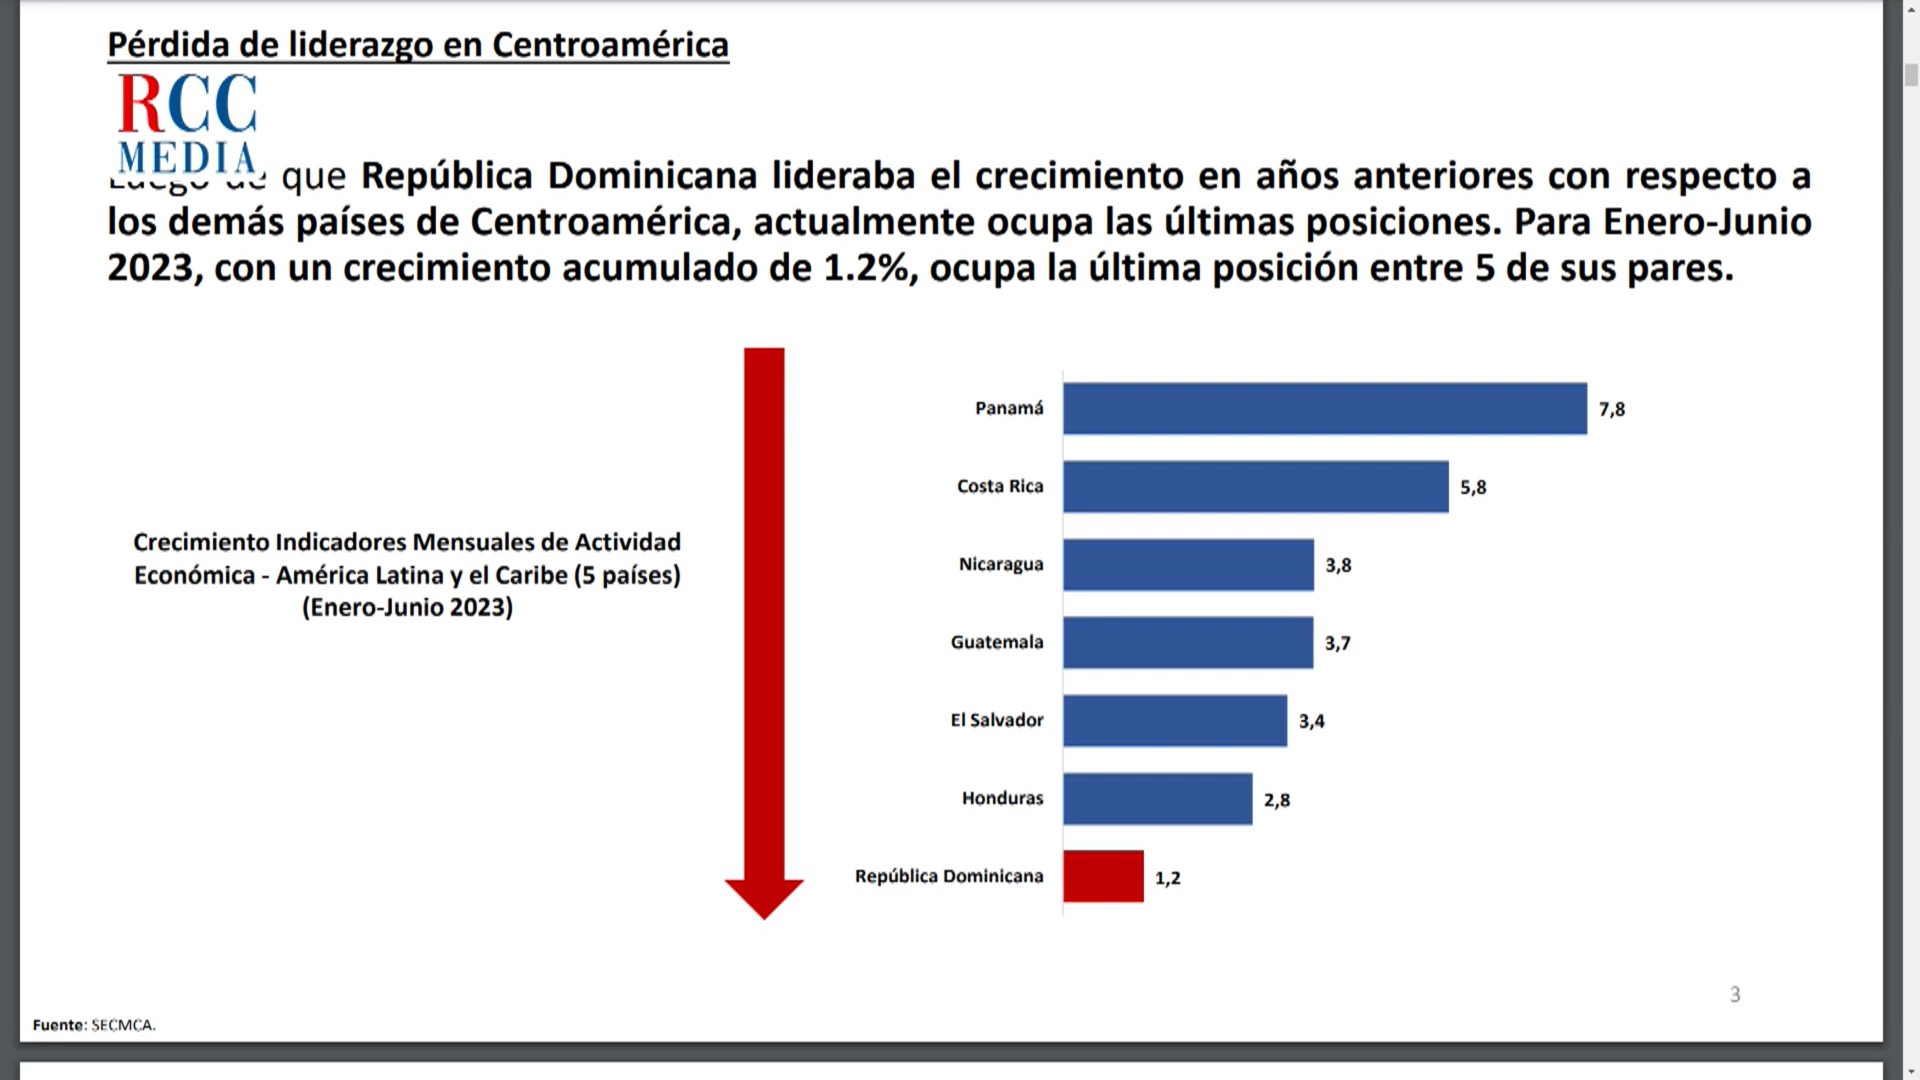 Pérdida de liderazgo en Centroamérica
RCC
MEDIA
que República Dominicana lideraba el crecimiento en años anteriores con respecto a
los demás países de Centroamérica, actualmente ocupa las últimas posiciones. Para Enero-Junio
2023, con un crecimiento acumulado de 1.2%, ocupa la última posición entre 5 de sus pares.
Crecimiento Indicadores Mensuales de Actividad
Económica - América Latina y el Caribe (5 países)
(Enero-Junio 2023)
Panamá 7,8
Costa Rica 5,8
Nicaragua 3,8
Guatemala 3,7
El Salvador 3,4
Honduras 2,8
República Dominicana 1,2
3
Fuente: SECMCA.